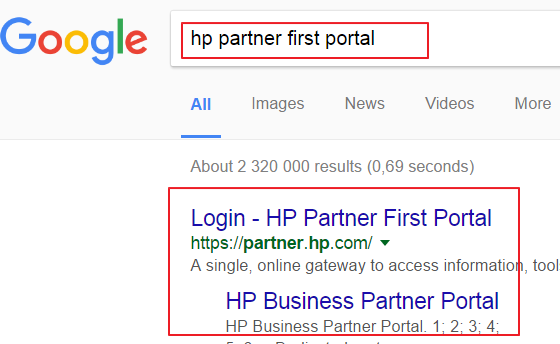 Google
hp partner first portal
All Images News Videos More
About 2 320 000 results (0,69 seconds)
Login - HP Partner First Portal
https://partner.hp.com/
A single, online gateway to access information, tool
HP Business Partner Portal
HP Business Partner Portal. 1; 2; 3; 4;